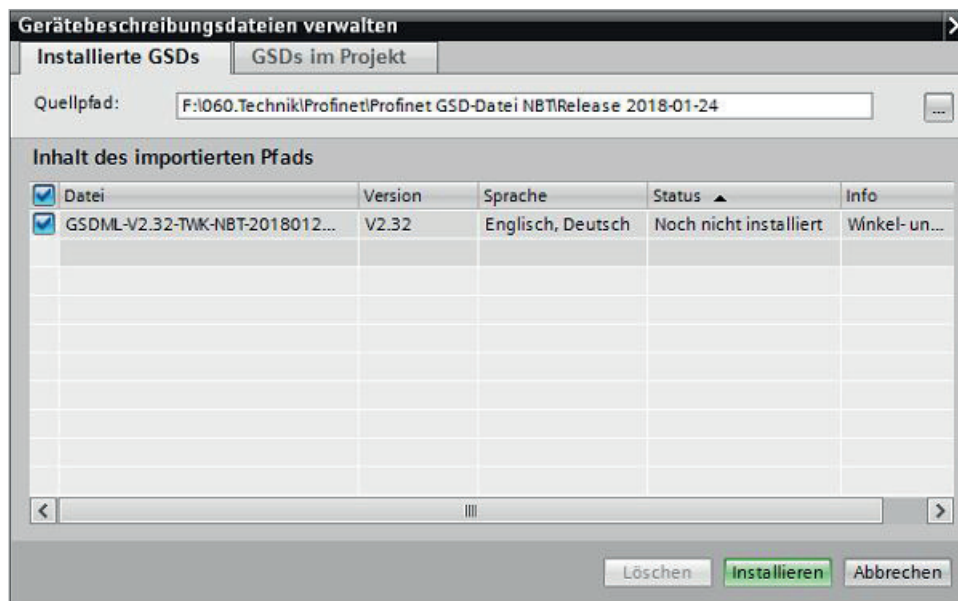 Gerätebeschreibungsdateien verwalten
Installierte GSDs GSDs im Projekt
Quellpfad: F:\060.Technik\Profinet\Profinet GSD-Datei NBT\Release 2018-01-24 ...
Inhalt des importierten Pfads
Datei Version Sprache Status Info
GSDML-V2.32-TWK-NBT-2018012... V2.32 Englisch, Deutsch Noch nicht installiert Winkel- un...
Löschen Installieren Abbrechen